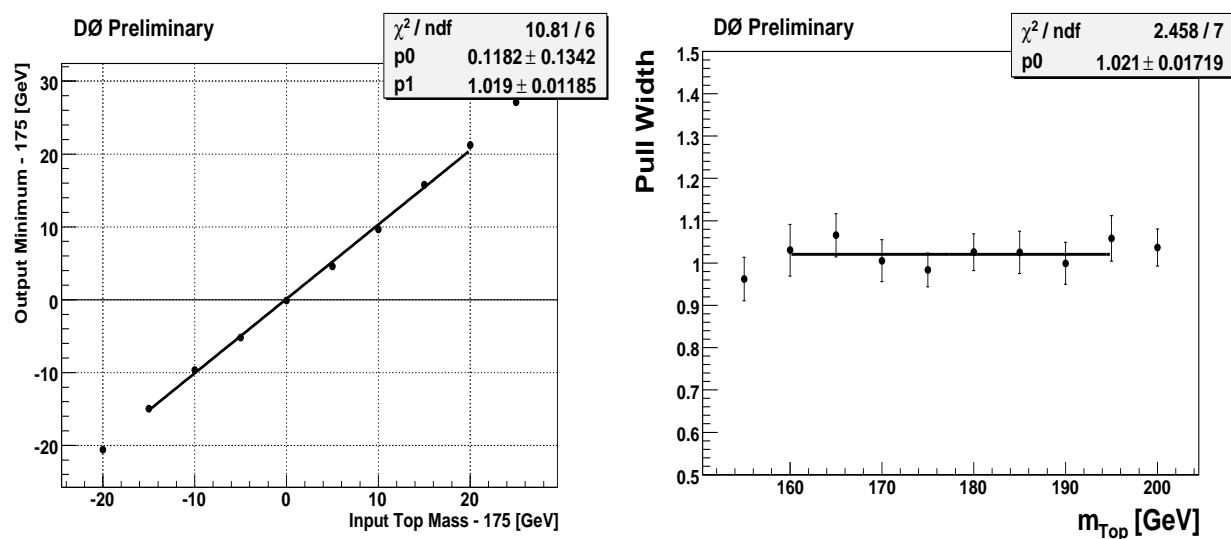 DØ Preliminary
χ² / ndf 10.81 / 6
p0 0.1182 ± 0.1342
p1 1.019 ± 0.01185
Output Minimum - 175 [GeV]
30
20
10
0
-10
-20
-20 -10 0 10 20
Input Top Mass - 175 [GeV]
DØ Preliminary
χ² / ndf 2.458 / 7
p0 1.021 ± 0.01719
Pull Width
1.5
1.4
1.3
1.2
1.1
1
0.9
0.8
0.7
0.6
0.5
160 170 180 190 200
m_Top [GeV]